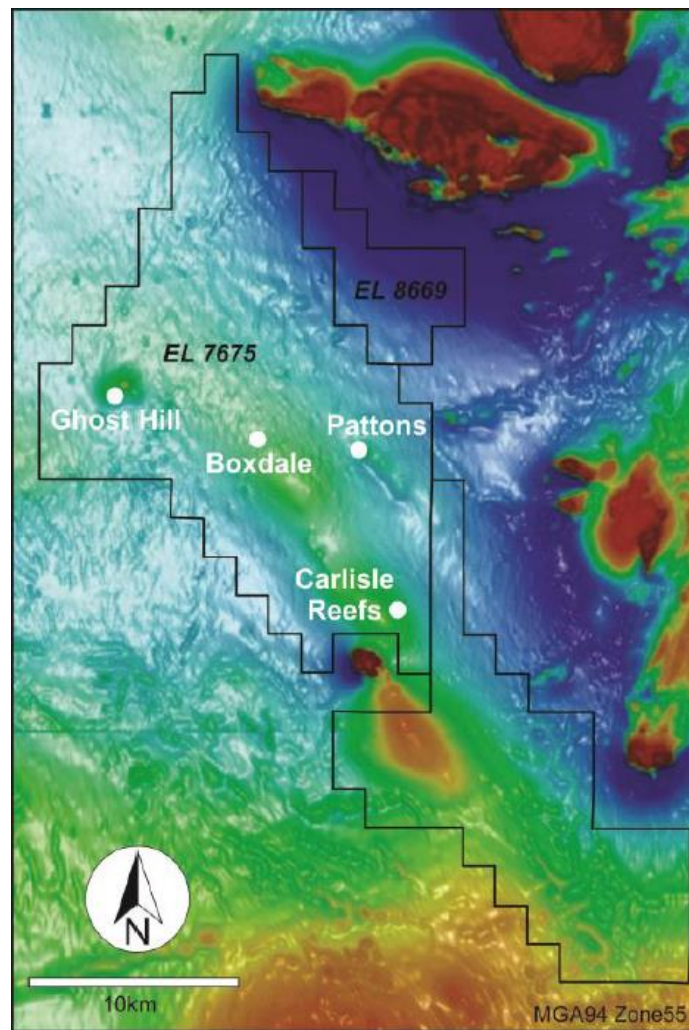 EL 8669
EL 7675
Ghost Hill
Pattons
Boxdale
Carlisle
Reefs
N
10km
MGA94 Zone55